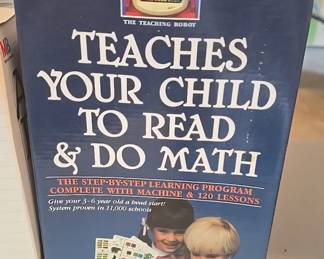 THE TEACHING ROBOT
TEACHES
YOUR CHILD
TO READ
& DO MATH
THE STEP-BY-STEP LEARNING PROGRAM
COMPLETE WITH MACHINE & 120 LESSONS
Give your 3-6 year old a head start!
System proven in 11,000 schools